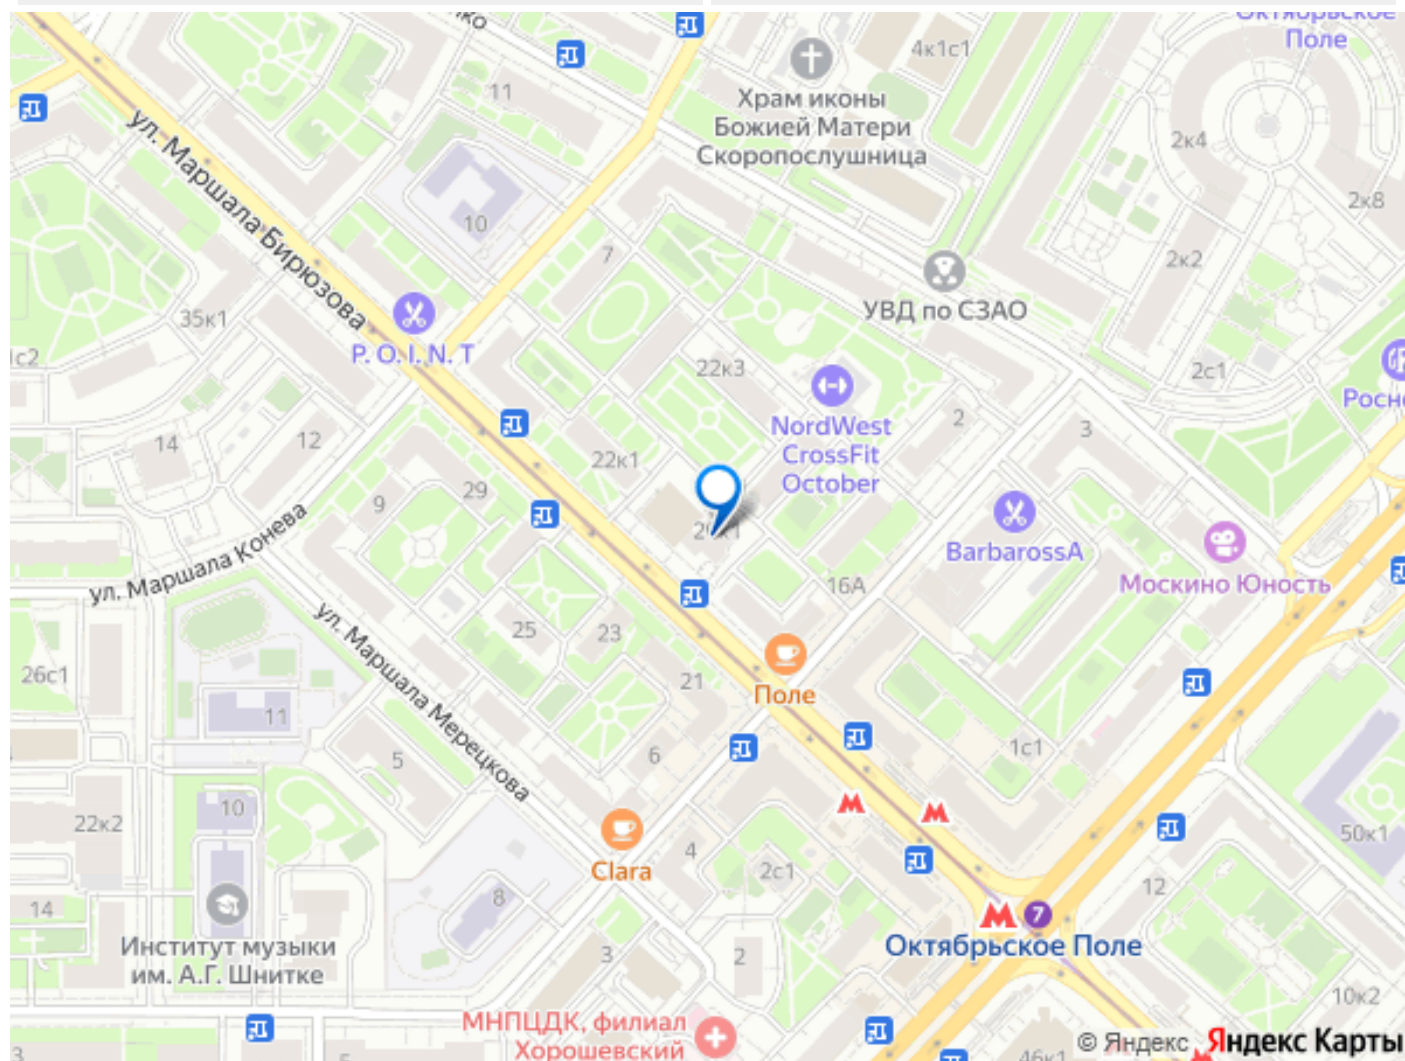 Октябрьское
Поле
4к1с1
Храм иконы
Божией Матери
Скоропослушница
11
2к4
ул. Маршала Бирюзова
10
2к8
7
2к2
УВД по СЗАО
35к1
P. O. I. N. T
22к3
2с1
NordWest
CrossFit
October
2
3
14
12
22к1
9
29
BarbarossA
Москино Юность
ул. Маршала Конева
16А
ул. Маршала Мерецкова
25
23
26с1
21
Поле
11
6
1с1
5
10
22к2
50к1
Clara
4
2с1
12
14
8
7
Институт музыки
им. А.Г. Шнитке
Октябрьское Поле
3
2
10к2
МНПЦДК, филиал
Хорошевский
46к1
© Яндекс Яндекс Карты
3